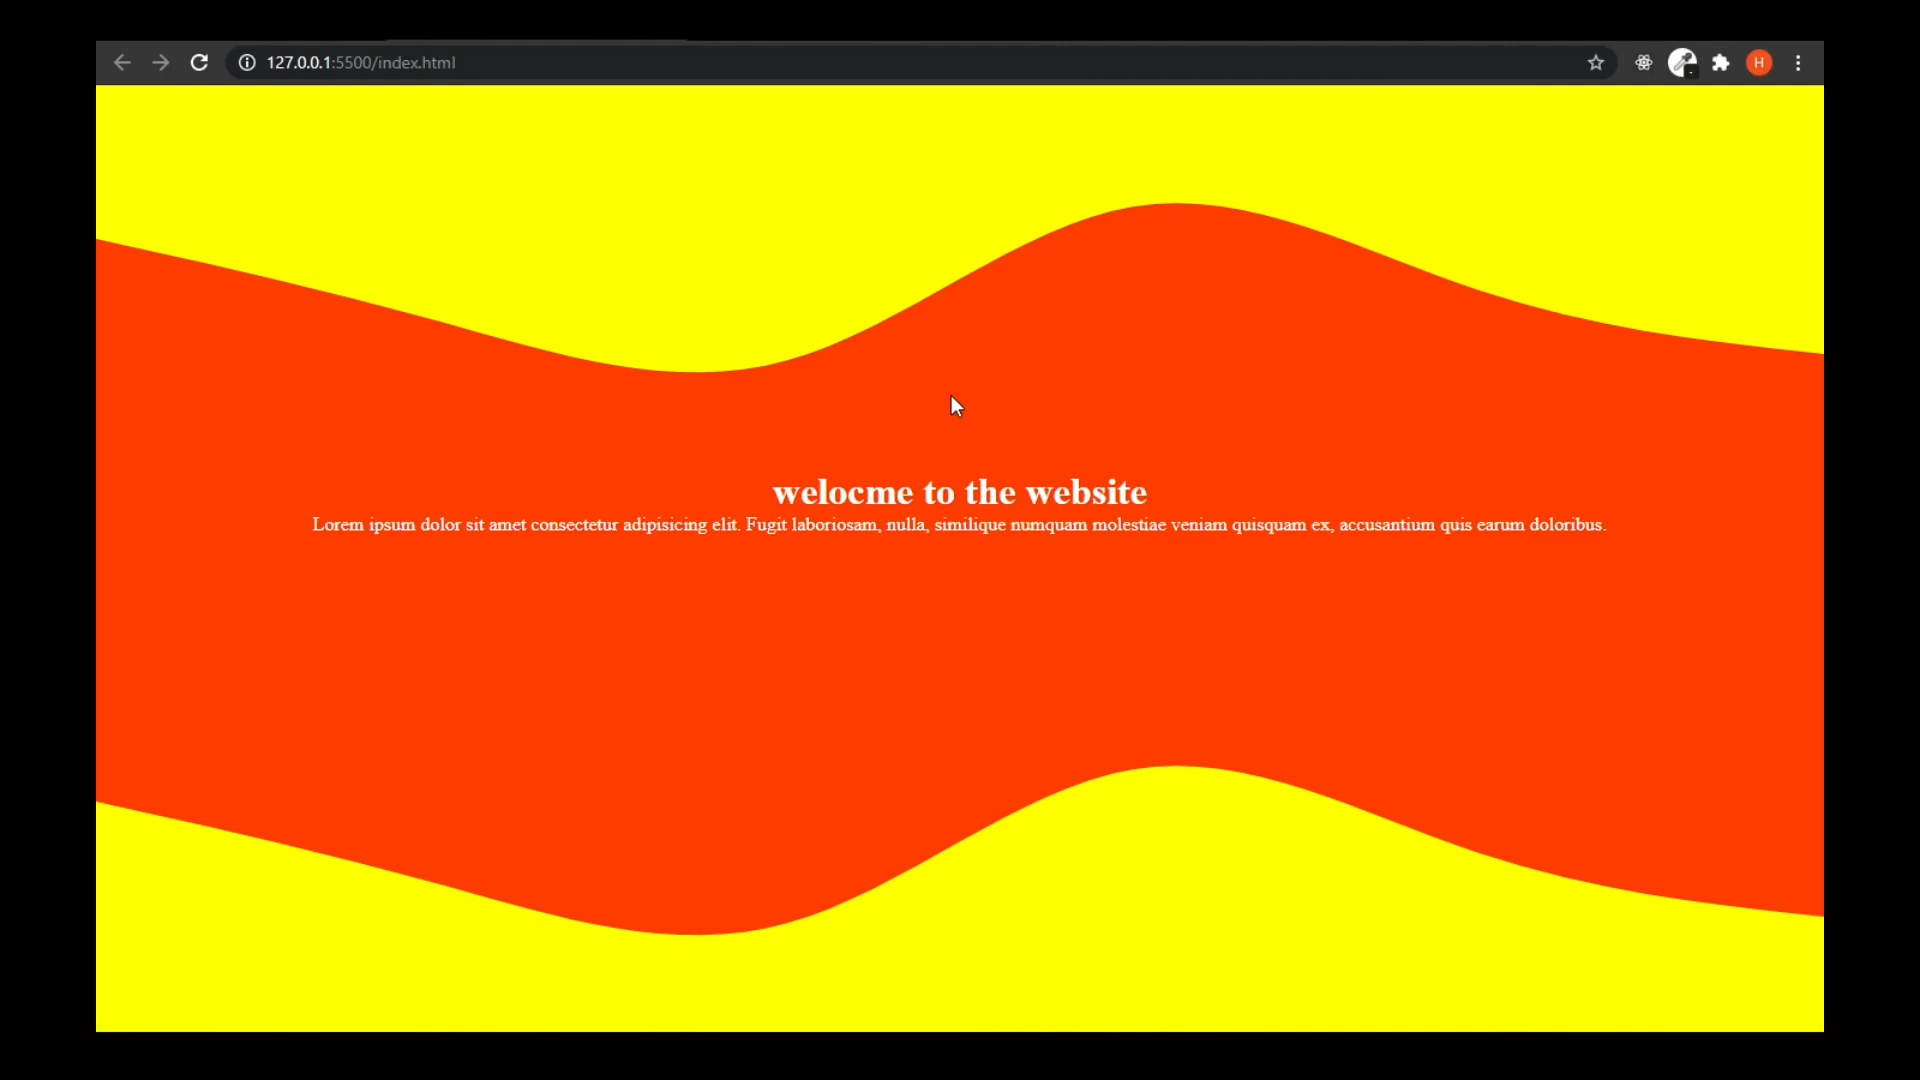 127.0.0.1:5500/index.html
H
welocme to the website
Lorem ipsum dolor sit amet consectetur adipisicing elit. Fugit laboriosam, nulla, similique numquam molestiae veniam quisquam ex, accusantium quis earum doloribus.